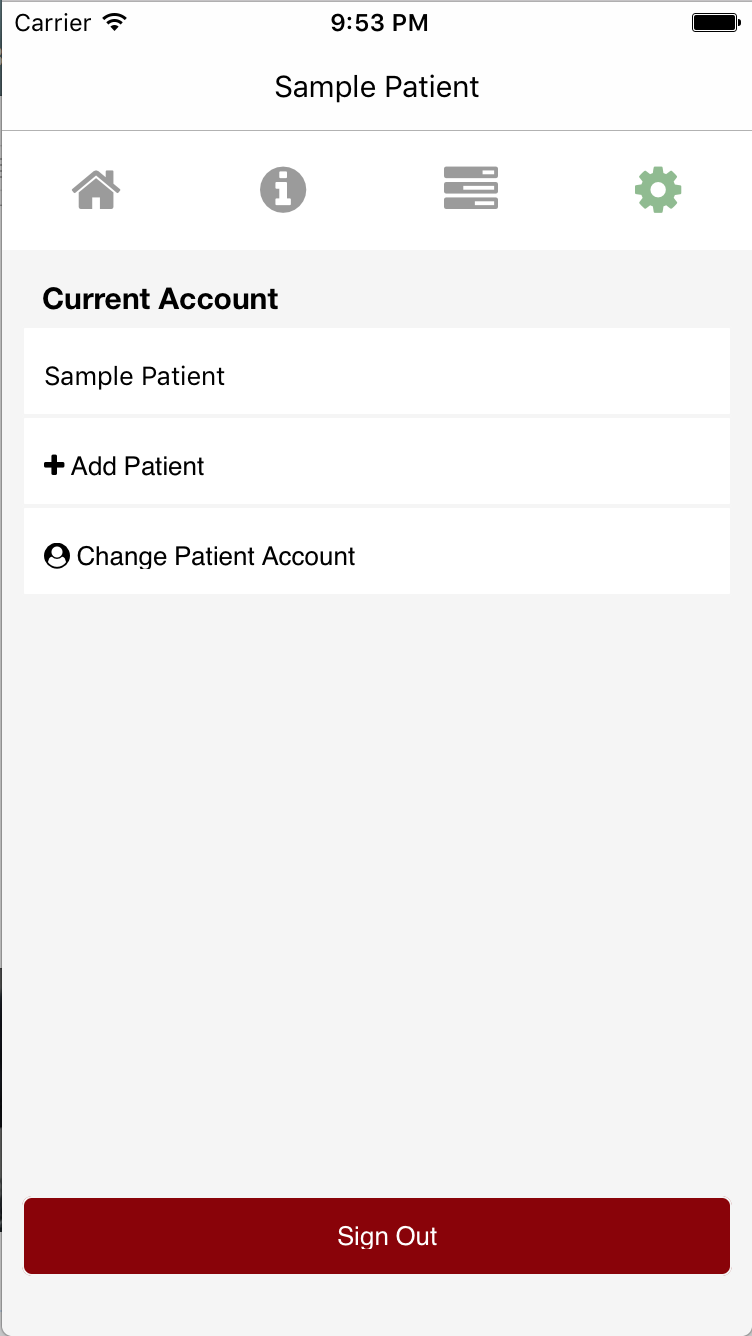 Carrier 9:53 PM
Sample Patient
Current Account
Sample Patient
Add Patient
Change Patient Account
Sign Out